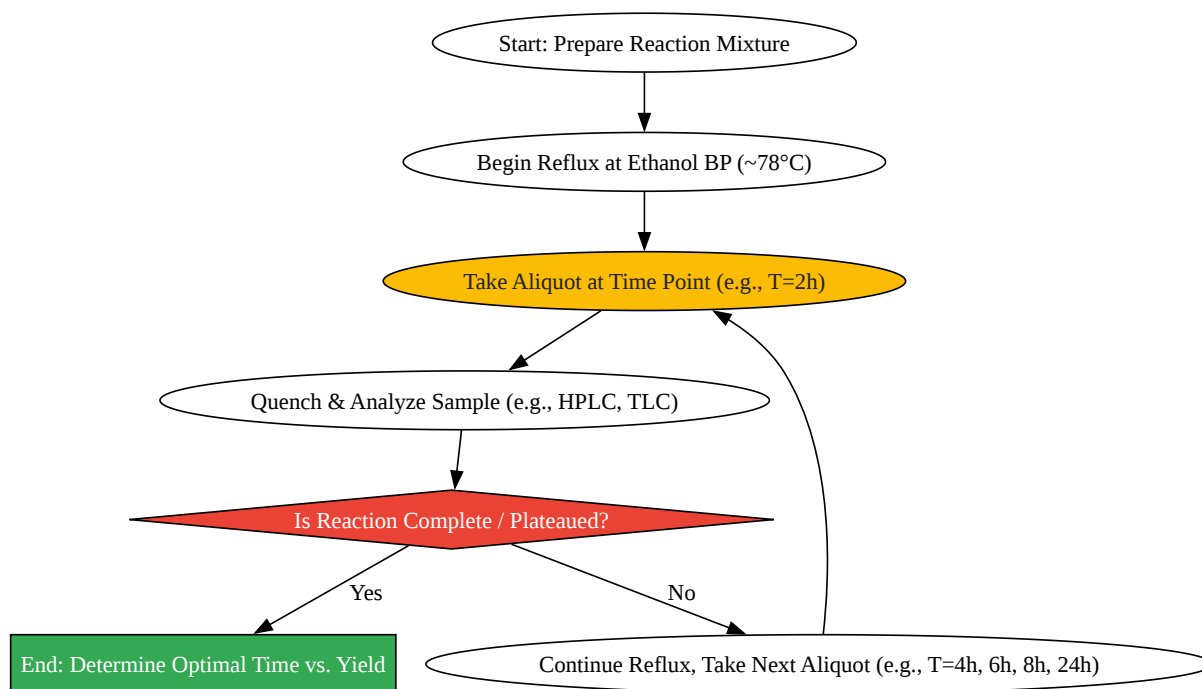 Start: Prepare Reaction Mixture
Begin Reflux at Ethanol BP (~78°C)
Take Aliquot at Time Point (e.g., T=2h)
Quench & Analyze Sample (e.g., HPLC, TLC)
Is Reaction Complete / Plateaued?
Yes
No
End: Determine Optimal Time vs. Yield
Continue Reflux, Take Next Aliquot (e.g., T=4h, 6h, 8h, 24h)